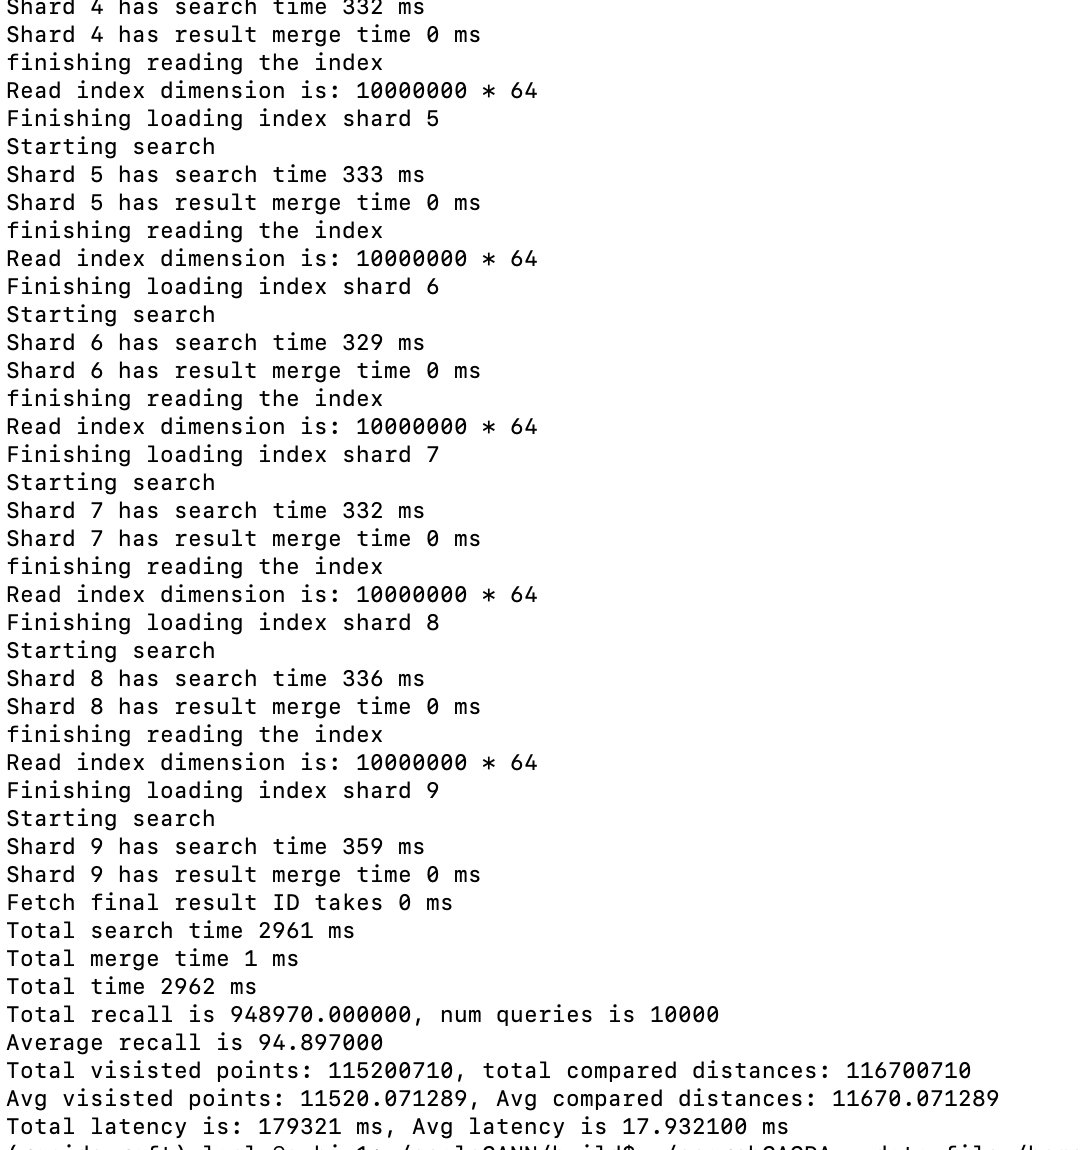 Shard 4 has search time 332 ms
Shard 4 has result merge time 0 ms
finishing reading the index
Read index dimension is: 10000000 * 64
Finishing loading index shard 5
Starting search
Shard 5 has search time 333 ms
Shard 5 has result merge time 0 ms
finishing reading the index
Read index dimension is: 10000000 * 64
Finishing loading index shard 6
Starting search
Shard 6 has search time 329 ms
Shard 6 has result merge time 0 ms
finishing reading the index
Read index dimension is: 10000000 * 64
Finishing loading index shard 7
Starting search
Shard 7 has search time 332 ms
Shard 7 has result merge time 0 ms
finishing reading the index
Read index dimension is: 10000000 * 64
Finishing loading index shard 8
Starting search
Shard 8 has search time 336 ms
Shard 8 has result merge time 0 ms
finishing reading the index
Read index dimension is: 10000000 * 64
Finishing loading index shard 9
Starting search
Shard 9 has search time 359 ms
Shard 9 has result merge time 0 ms
Fetch final result ID takes 0 ms
Total search time 2961 ms
Total merge time 1 ms
Total time 2962 ms
Total recall is 948970.000000, num queries is 10000
Average recall is 94.897000
Total visisted points: 115200710, total compared distances: 116700710
Avg visisted points: 11520.071289, Avg compared distances: 11670.071289
Total latency is: 179321 ms, Avg latency is 17.932100 ms